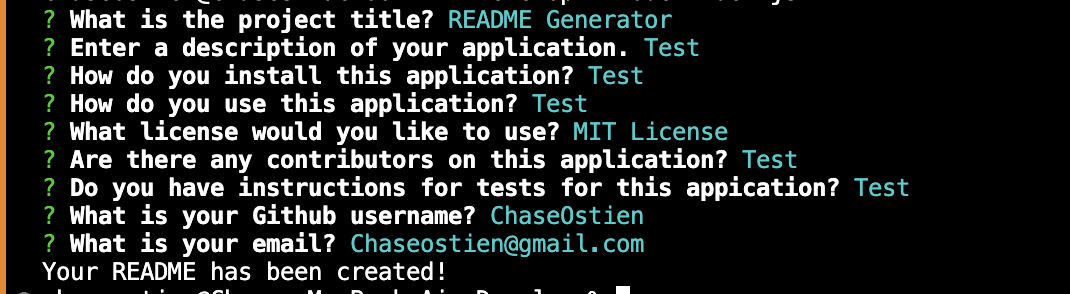 ? What is the project title? README Generator
? Enter a description of your application. Test
? How do you install this application? Test
? How do you use this application? Test
? What license would you like to use? MIT License
? Are there any contributors on this application? Test
? Do you have instructions for tests for this appication? Test
? What is your Github username? ChaseOstien
? What is your email? Chaseostien@gmail.com
Your README has been created!